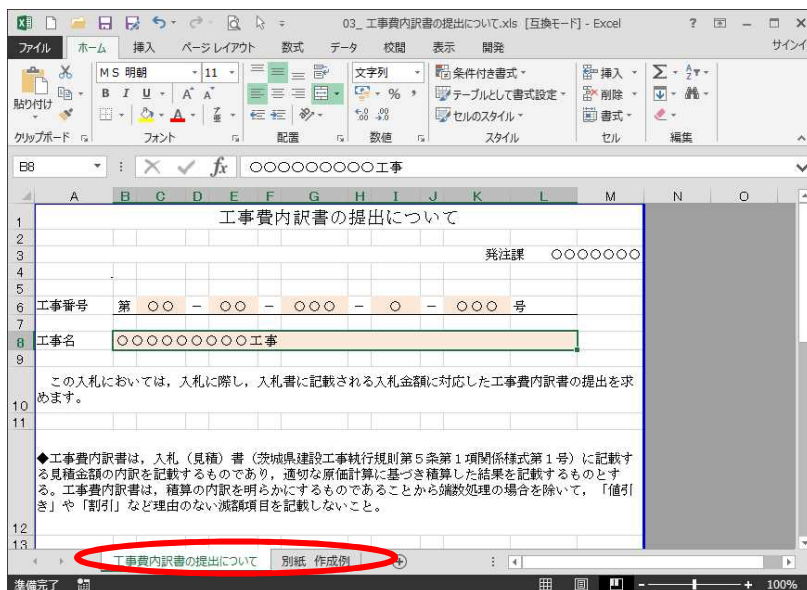 03_ 工事費内訳書の提出について.xls [互換モード] - Excel
ファイル ホーム 挿入 ページ レイアウト 数式 データ 校閲 表示 開発 サインイ
貼り付け
ＭＳ 明朝 11
B I U A A
文字列
% ,
条件付き書式
テーブルとして書式設定
セルのスタイル
挿入
削除
書式
クリップボード フォント 配置 数値 スタイル セル 編集
B8 fx ○○○○○○○○○工事
A B C D E F G H I J K L M N O
1 工事費内訳書の提出について
2
3 発注課 ○○○○○○○
4
5
6 工事番号 第 ○○ － ○○ － ○○○ － ○ － ○○○ 号
7
8 工事名 ○○○○○○○○○工事
9
この入札においては，入札に際し，入札書に記載される入札金額に対応した工事費内訳書の提出を求
10 めます。
11
◆工事費内訳書は，入札（見積）書（茨城県建設工事執行規則第５条第１項関係様式第１号）に記載す
る見積金額の内訳を記載するものであり，適切な原価計算に基づき積算した結果を記載するものとす
る。工事費内訳書は，積算の内訳を明らかにするものであることから端数処理の場合を除いて，「値引
き」や「割引」など理由のない減額項目を記載しないこと。
12
13
工事費内訳書の提出について 別紙 作成例
準備完了 100%